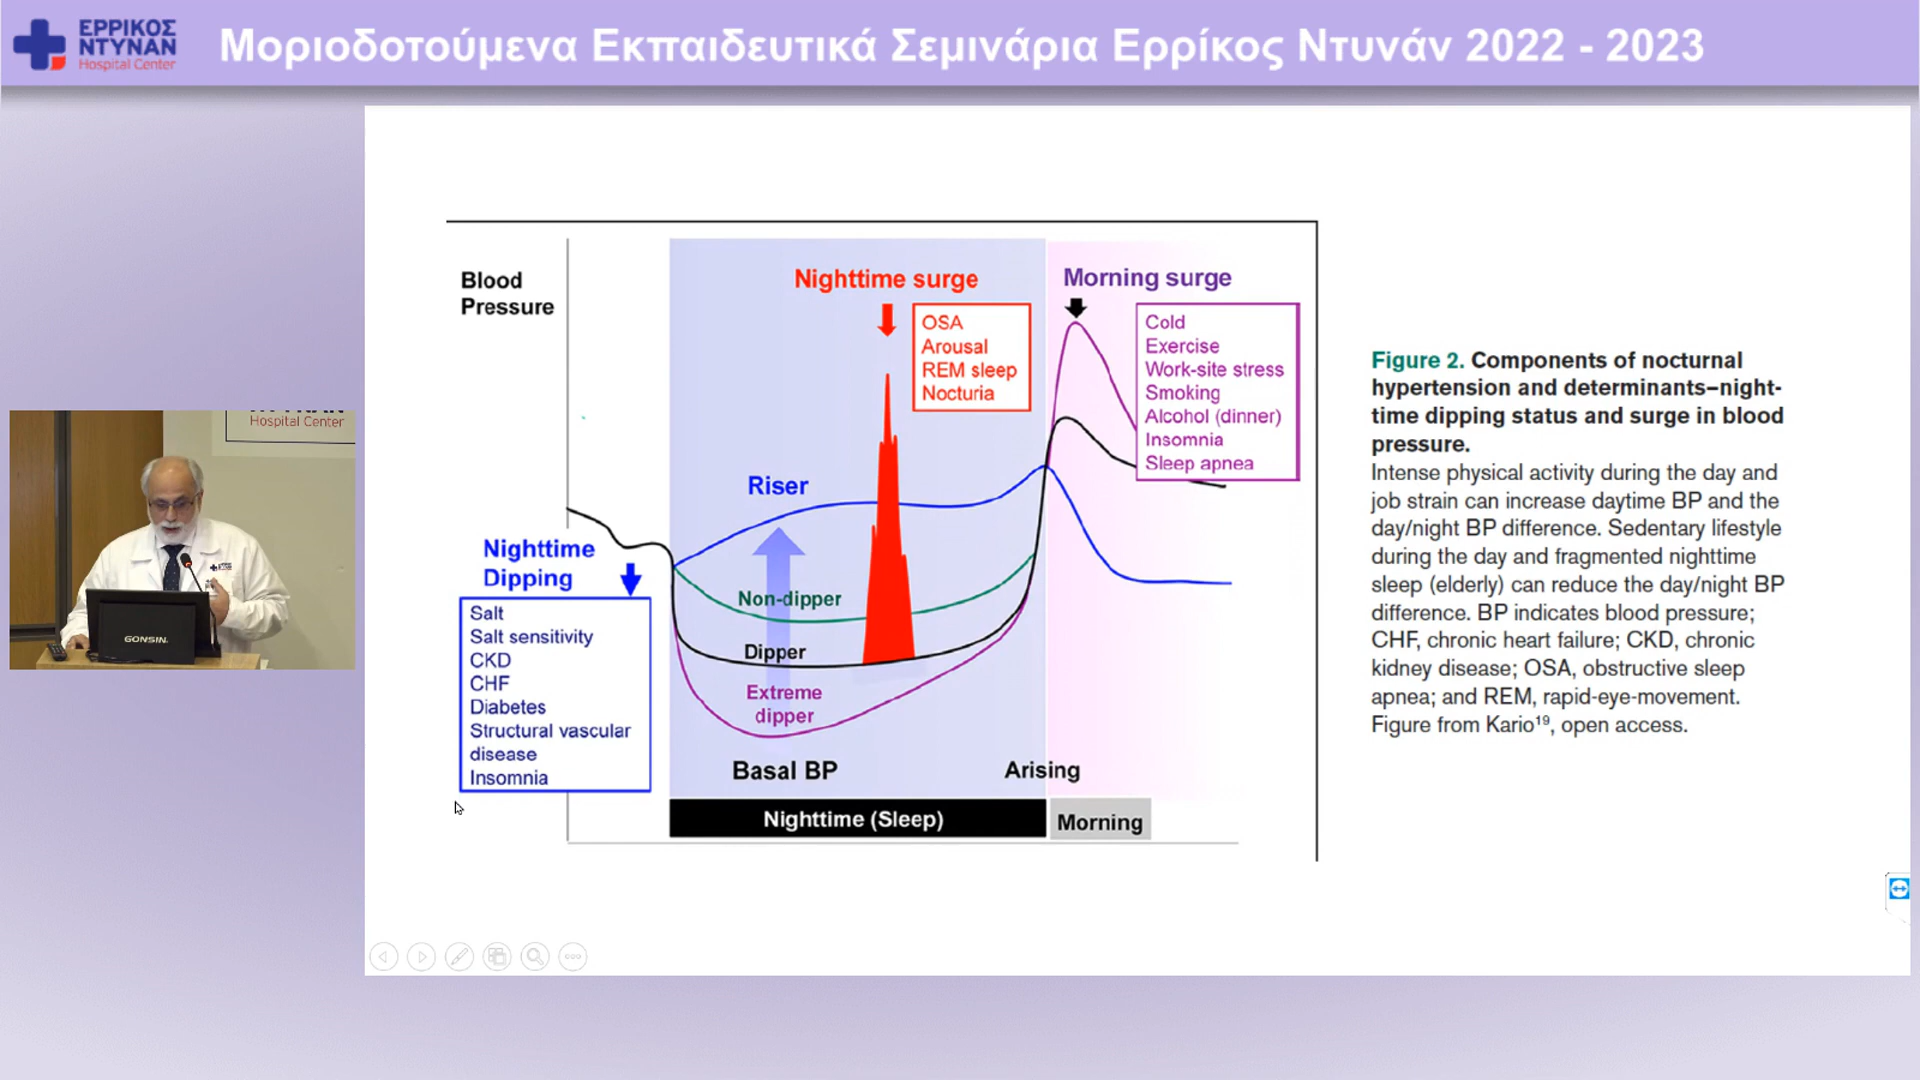 ΕΡΡΙΚΟΣ
ΝΤΥΝΑΝ
Hospital Center
Μοριοδοτούμενα Εκπαιδευτικά Σεμινάρια Ερρίκος Ντυνάν 2022 - 2023
Hospital Center
GONSIN.
Blood
Pressure
Nighttime surge
OSA
Arousal
REM sleep
Nocturia
Morning surge
Cold
Exercise
Work-site stress
Smoking
Alcohol (dinner)
Insomnia
Sleep apnea
Riser
Nighttime
Dipping
Salt
Salt sensitivity
CKD
CHF
Diabetes
Structural vascular
disease
Insomnia
Non-dipper
Dipper
Extreme
dipper
Basal BP
Arising
Nighttime (Sleep)
Morning
Figure 2. Components of nocturnal
hypertension and determinants–night-
time dipping status and surge in blood
pressure.
Intense physical activity during the day and
job strain can increase daytime BP and the
day/night BP difference. Sedentary lifestyle
during the day and fragmented nighttime
sleep (elderly) can reduce the day/night BP
difference. BP indicates blood pressure;
CHF, chronic heart failure; CKD, chronic
kidney disease; OSA, obstructive sleep
apnea; and REM, rapid-eye-movement.
Figure from Kario¹⁹, open access.